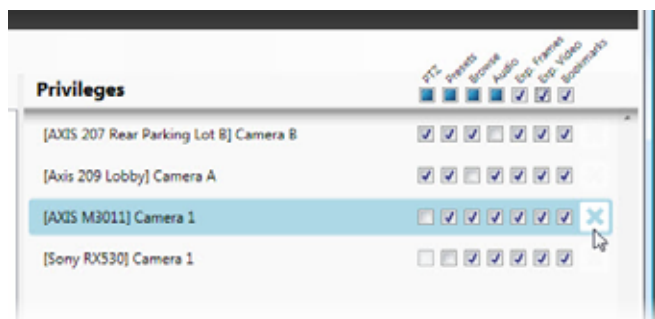 PTZ Presets Browse Audio Exp. Frames Exp. Video Bookmarks
Privileges
[AXIS 207 Rear Parking Lot B] Camera B
[Axis 209 Lobby] Camera A
[AXIS M3011] Camera 1
[Sony RX530] Camera 1